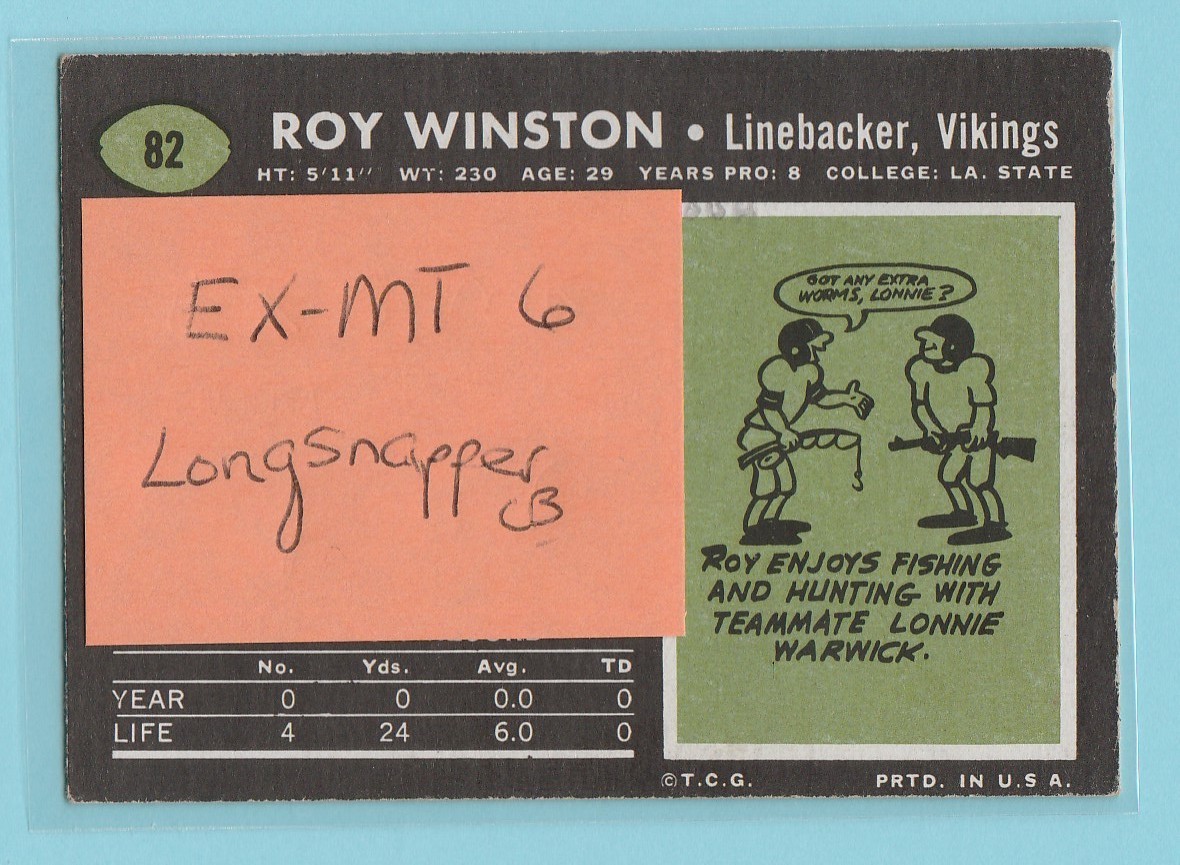 82
ROY WINSTON • Linebacker, Vikings
HT: 5'11" WT: 230 AGE: 29 YEARS PRO: 8 COLLEGE: LA. STATE
EX-MT 6
Longsnapper
CB
GOT ANY EXTRA
WORMS, LONNIE?
ROY ENJOYS FISHING
AND HUNTING WITH
TEAMMATE LONNIE
WARWICK.
No. Yds. Avg. TD
YEAR 0 0 0.0 0
LIFE 4 24 6.0 0
©T.C.G. PRTD. IN U.S A.